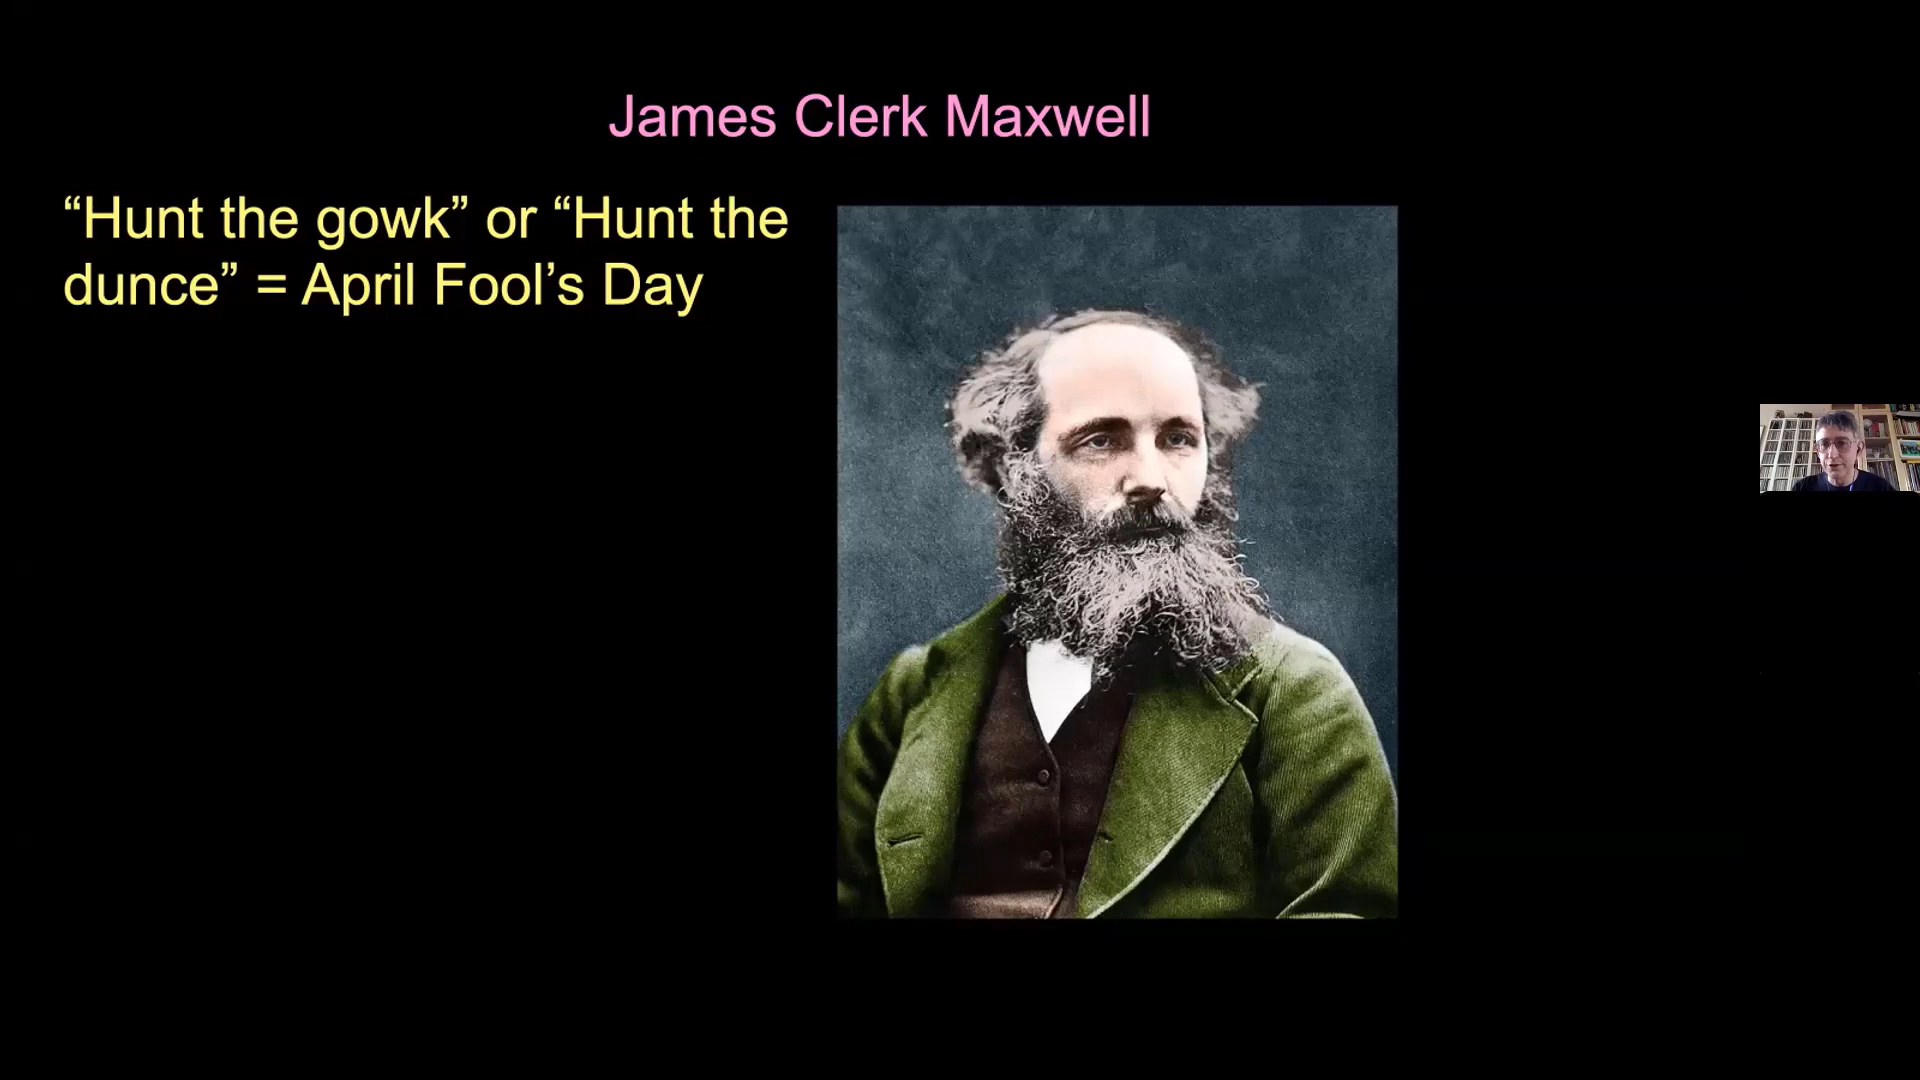 James Clerk Maxwell
“Hunt the gowk” or “Hunt the
dunce” = April Fool’s Day